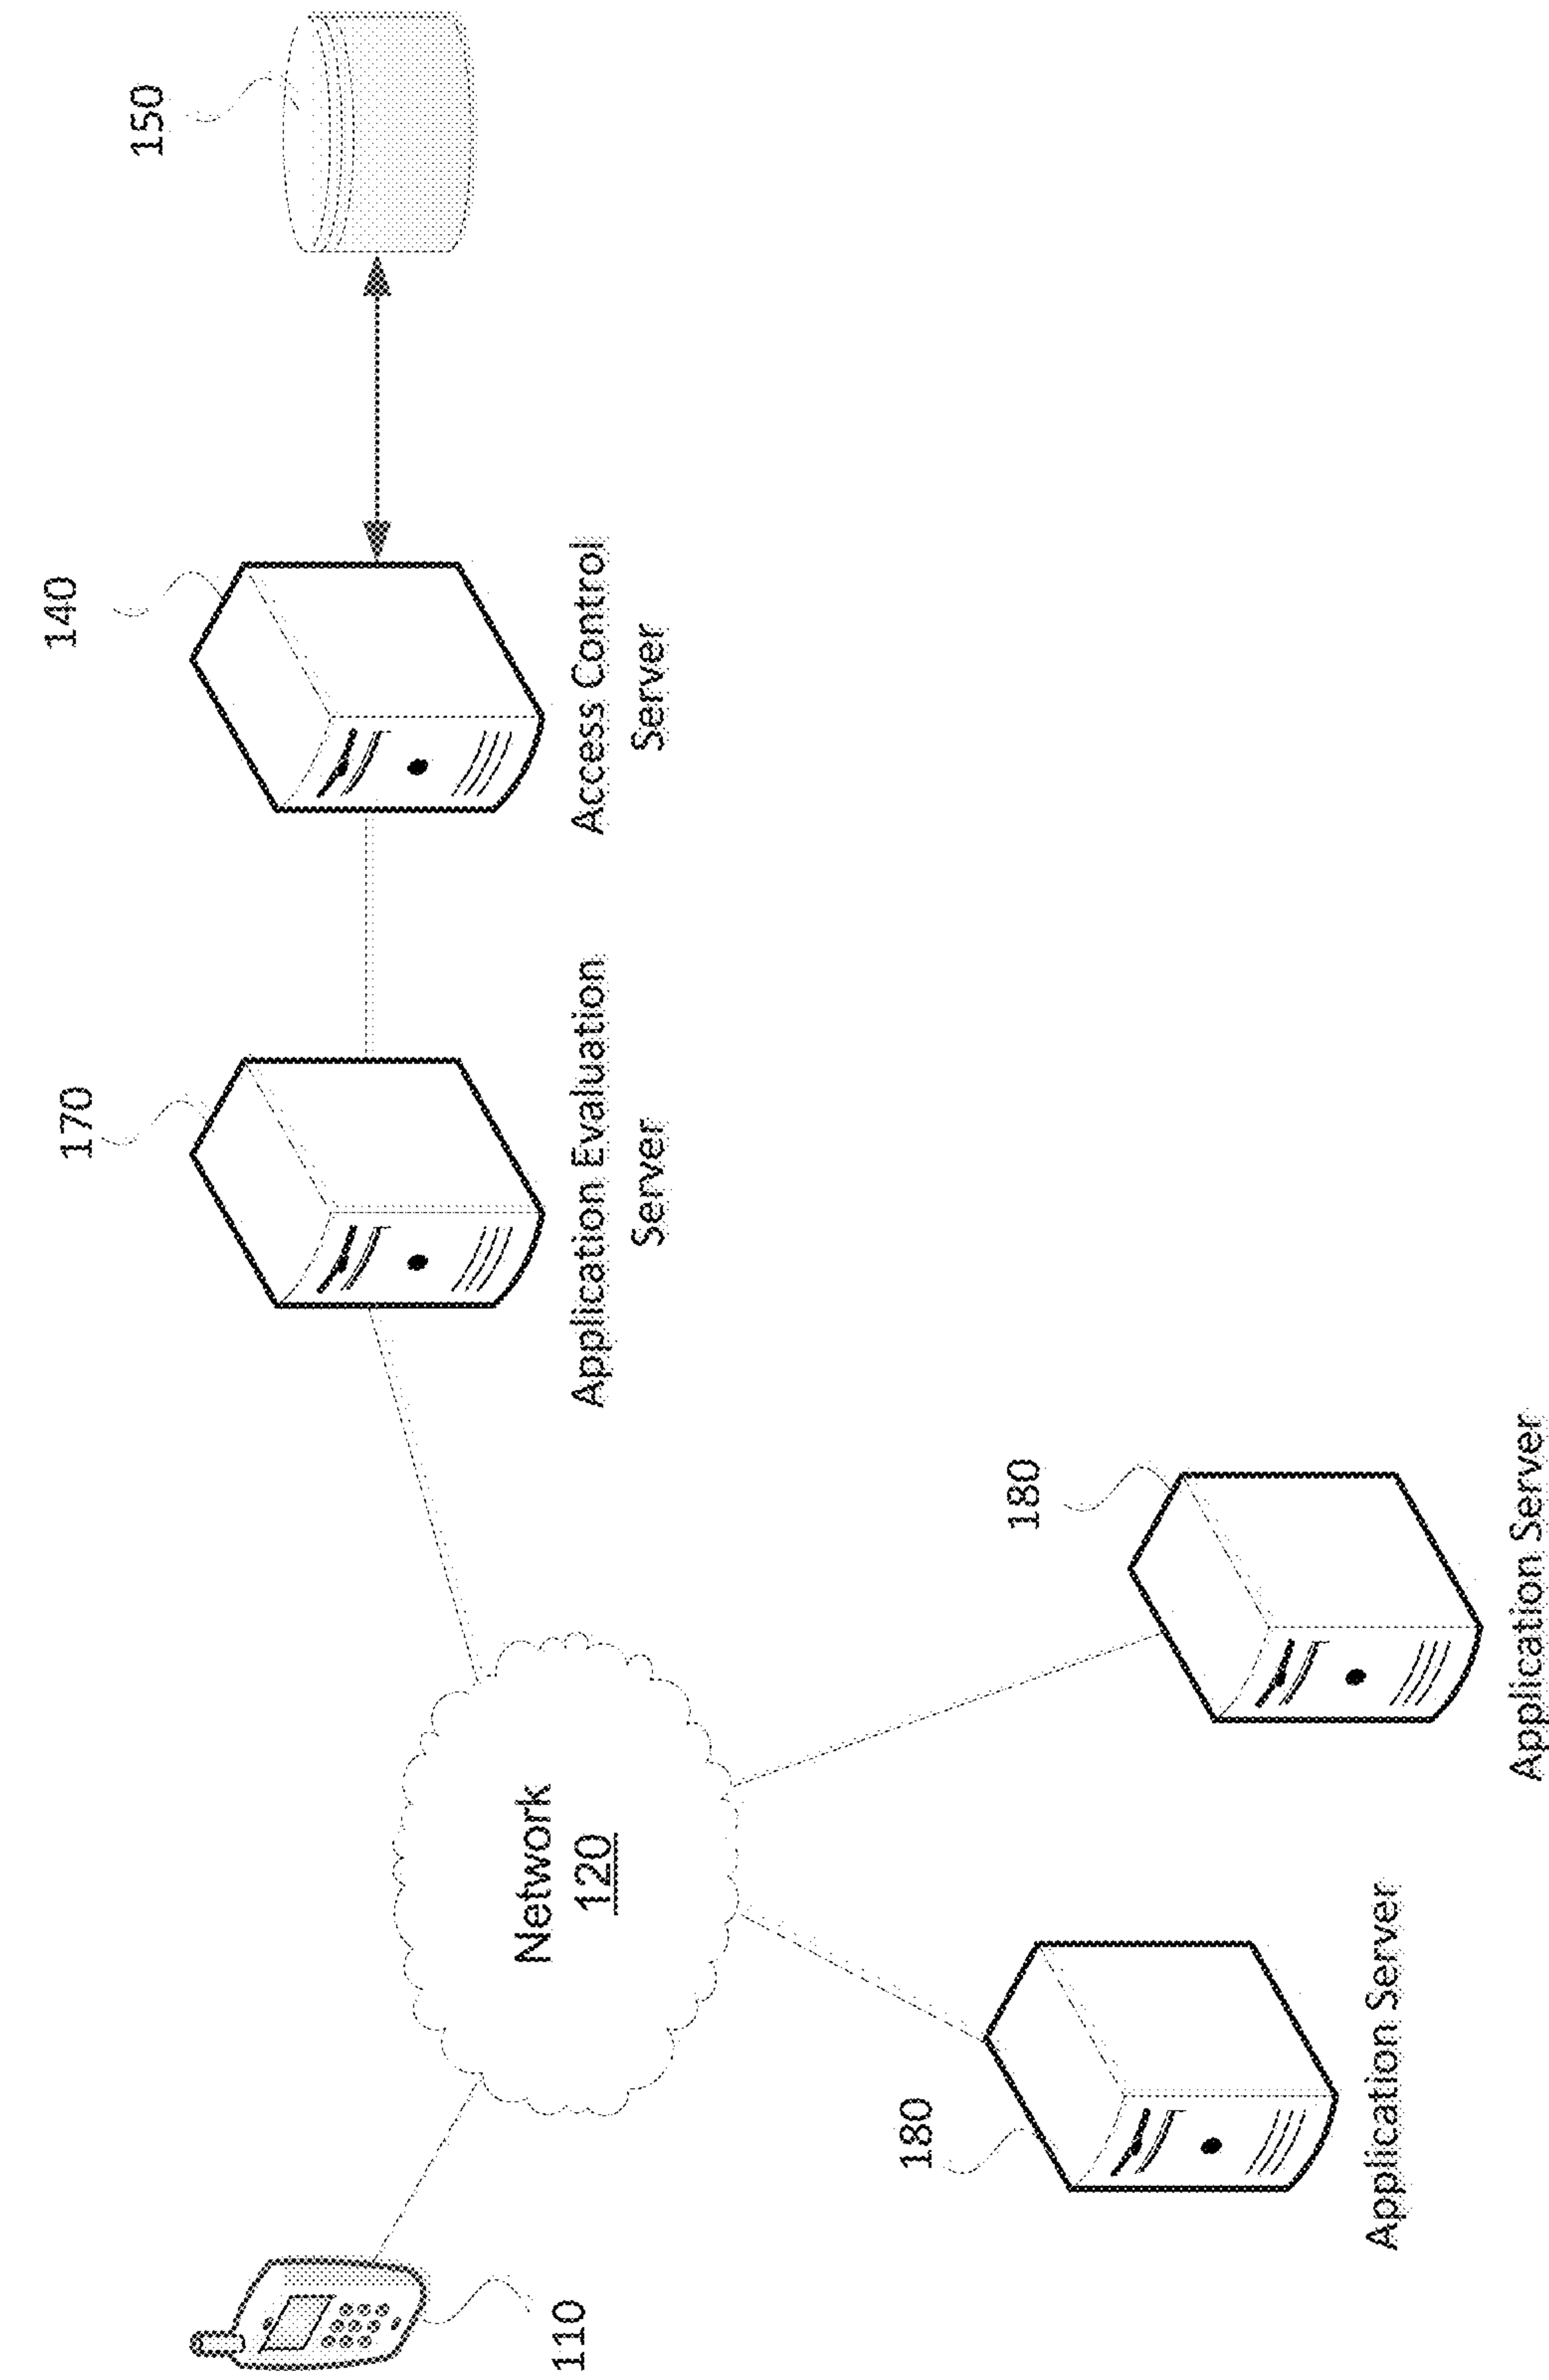 140
150
170
Access Control
Server
Application Evaluation
Server
Network
120
110
180
Application Server
180
Application Server